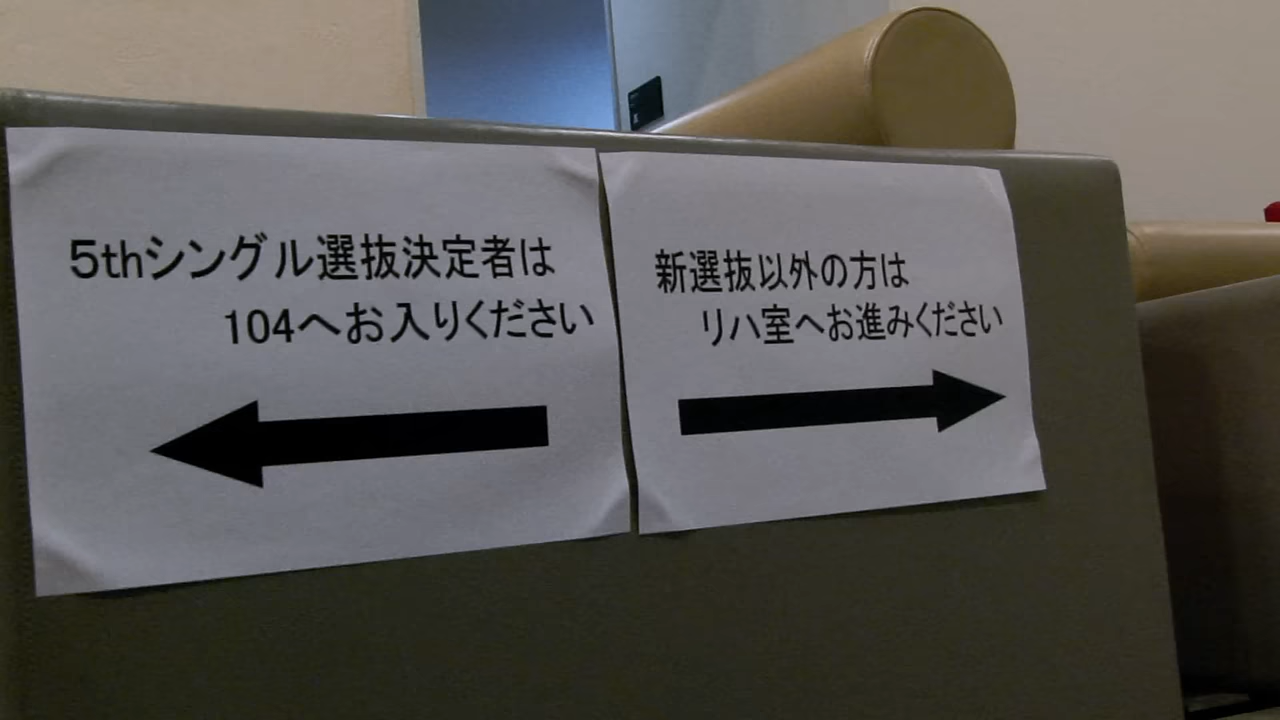 5thシングル選抜決定者は
104へお入りください
新選抜以外の方は
リハ室へお進みください